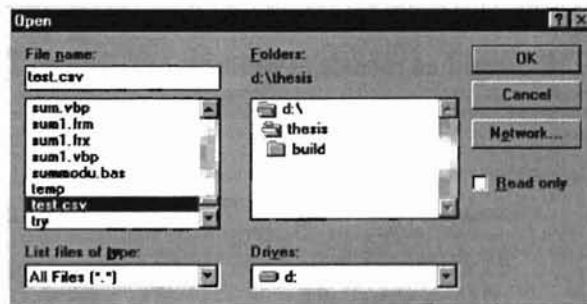 Open
File name:
test.csv
sum.vbp
sum1.frm
sum1.frx
sum1.vbp
summodu.bas
temp
test.csv
try
List files of type:
All Files (*.*)
Folders:
d:\thesis
d:\
thesis
build
Drives:
d:
OK
Cancel
Network...
Read only